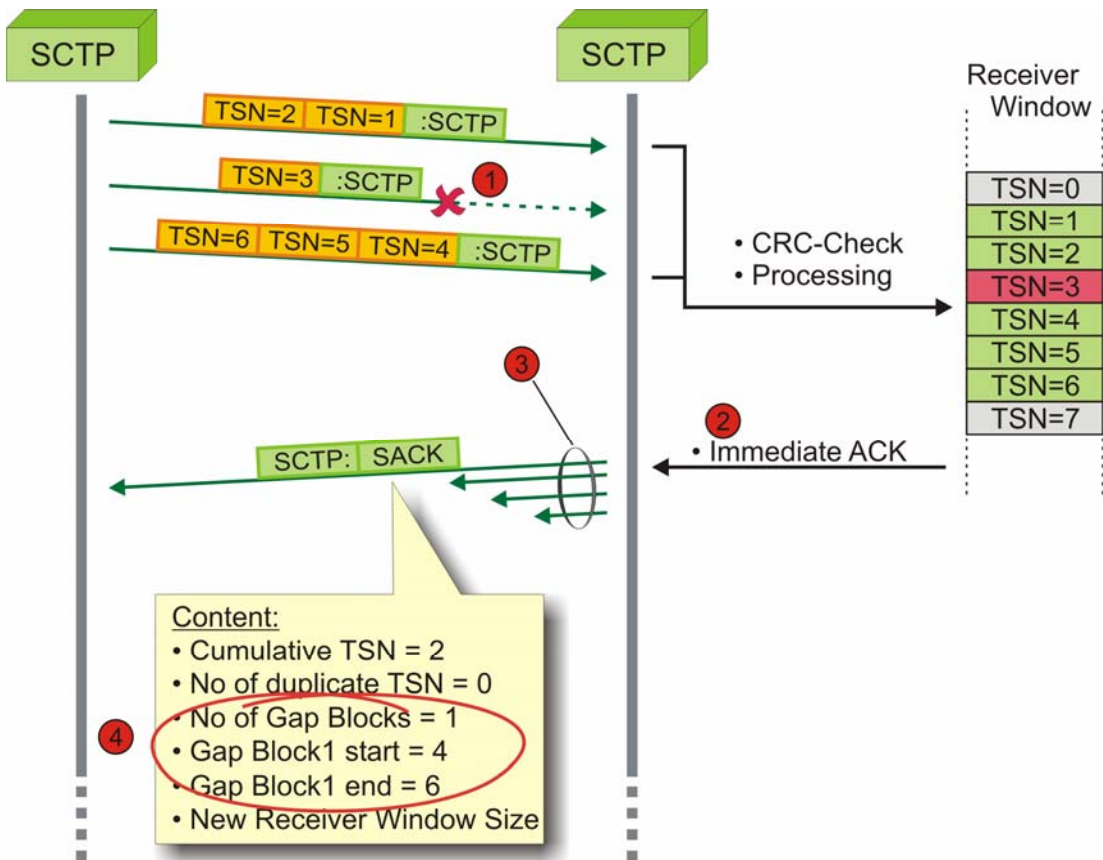 SCTP
SCTP
Receiver
Window
TSN=2 TSN=1 :SCTP
TSN=3 :SCTP
1
TSN=6 TSN=5 TSN=4 :SCTP
• CRC-Check
• Processing
TSN=0
TSN=1
TSN=2
TSN=3
TSN=4
TSN=5
TSN=6
TSN=7
3
2
• Immediate ACK
SCTP: SACK
Content:
• Cumulative TSN = 2
• No of duplicate TSN = 0
• No of Gap Blocks = 1
• Gap Block1 start = 4
• Gap Block1 end = 6
• New Receiver Window Size
4